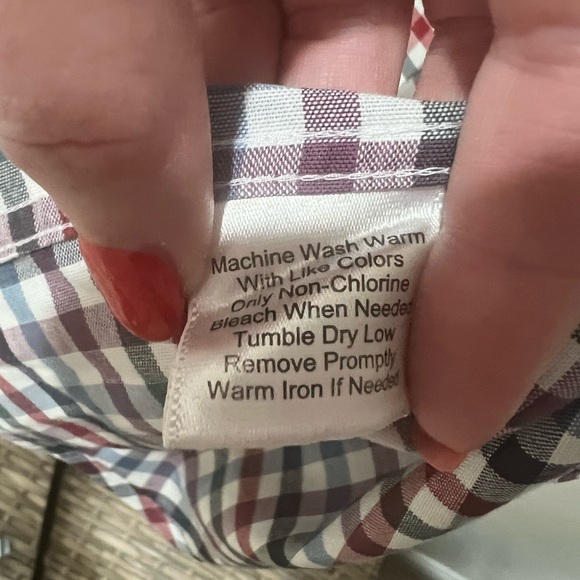 Machine Wash Warm
With Like Colors
Only Non-Chlorine
Bleach When Needed
Tumble Dry Low
Remove Promptly
Warm Iron If Needed